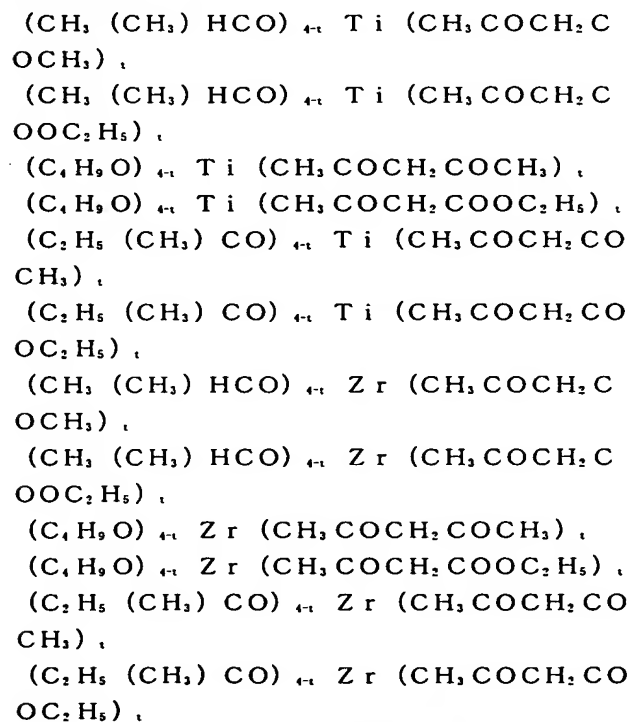 (CH₃ (CH₃) HCO) ₄₋ₜ Ti (CH₃COCH₂C
OCH₃) ₜ
(CH₃ (CH₃) HCO) ₄₋ₜ Ti (CH₃COCH₂C
OOC₂H₅) ₜ
(C₄H₉O) ₄₋ₜ Ti (CH₃COCH₂COCH₃) ₜ
(C₄H₉O) ₄₋ₜ Ti (CH₃COCH₂COOC₂H₅) ₜ
(C₂H₅ (CH₃) CO) ₄₋ₜ Ti (CH₃COCH₂CO
CH₃) ₜ
(C₂H₅ (CH₃) CO) ₄₋ₜ Ti (CH₃COCH₂CO
OC₂H₅) ₜ
(CH₃ (CH₃) HCO) ₄₋ₜ Zr (CH₃COCH₂C
OCH₃) ₜ
(CH₃ (CH₃) HCO) ₄₋ₜ Zr (CH₃COCH₂C
OOC₂H₅) ₜ
(C₄H₉O) ₄₋ₜ Zr (CH₃COCH₂COCH₃) ₜ
(C₄H₉O) ₄₋ₜ Zr (CH₃COCH₂COOC₂H₅) ₜ
(C₂H₅ (CH₃) CO) ₄₋ₜ Zr (CH₃COCH₂CO
CH₃) ₜ
(C₂H₅ (CH₃) CO) ₄₋ₜ Zr (CH₃COCH₂CO
OC₂H₅) ₜ